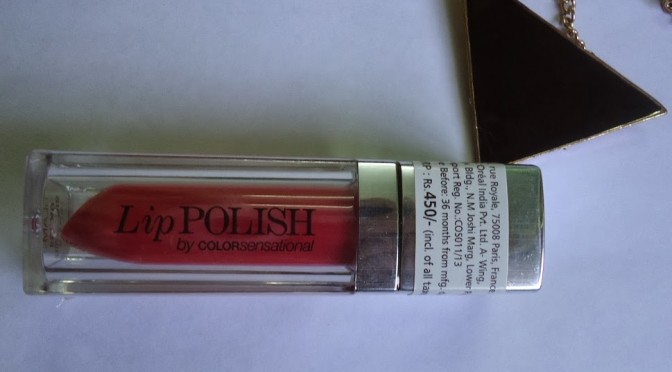 Lip POLISH
by COLORsensational
rue Royale, 75008 Paris, France
Oréal India Pvt. Ltd. A- Wing,
Bldg., N.M Joshi Marg, Lower
port Reg. No.:COS011/13
e Before: 36 months from mfg.
P : Rs. 450/- (incl. of all ta